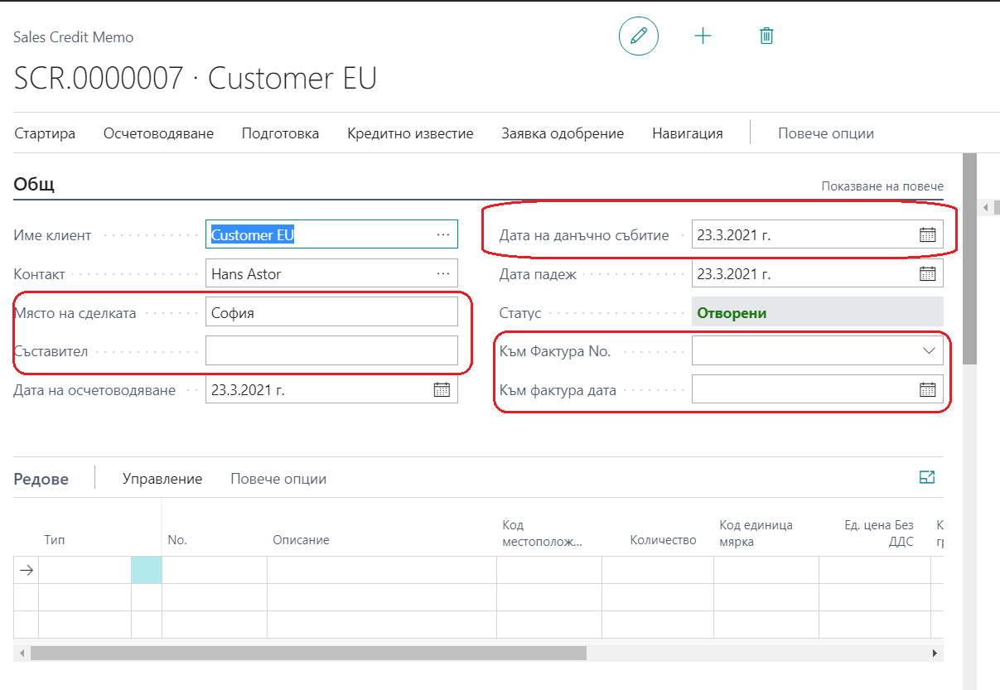 Sales Credit Memo
SCR.0000007 · Customer EU
Стартира Осчетоводяване Подготовка Кредитно известие Заявка одобрение Навигация Повече опции
Общ Показване на повече
Име клиент Customer EU
Контакт Hans Astor
Място на сделката София
Съставител
Дата на осчетоводяване 23.3.2021 г.
Дата на данъчно събитие 23.3.2021 г.
Дата падеж 23.3.2021 г.
Статус Отворени
Към Фактура No.
Към фактура дата
Редове Управление Повече опции
Тип No. Описание Код местополож... Количество Код единица мярка Ед. цена Без ДДС